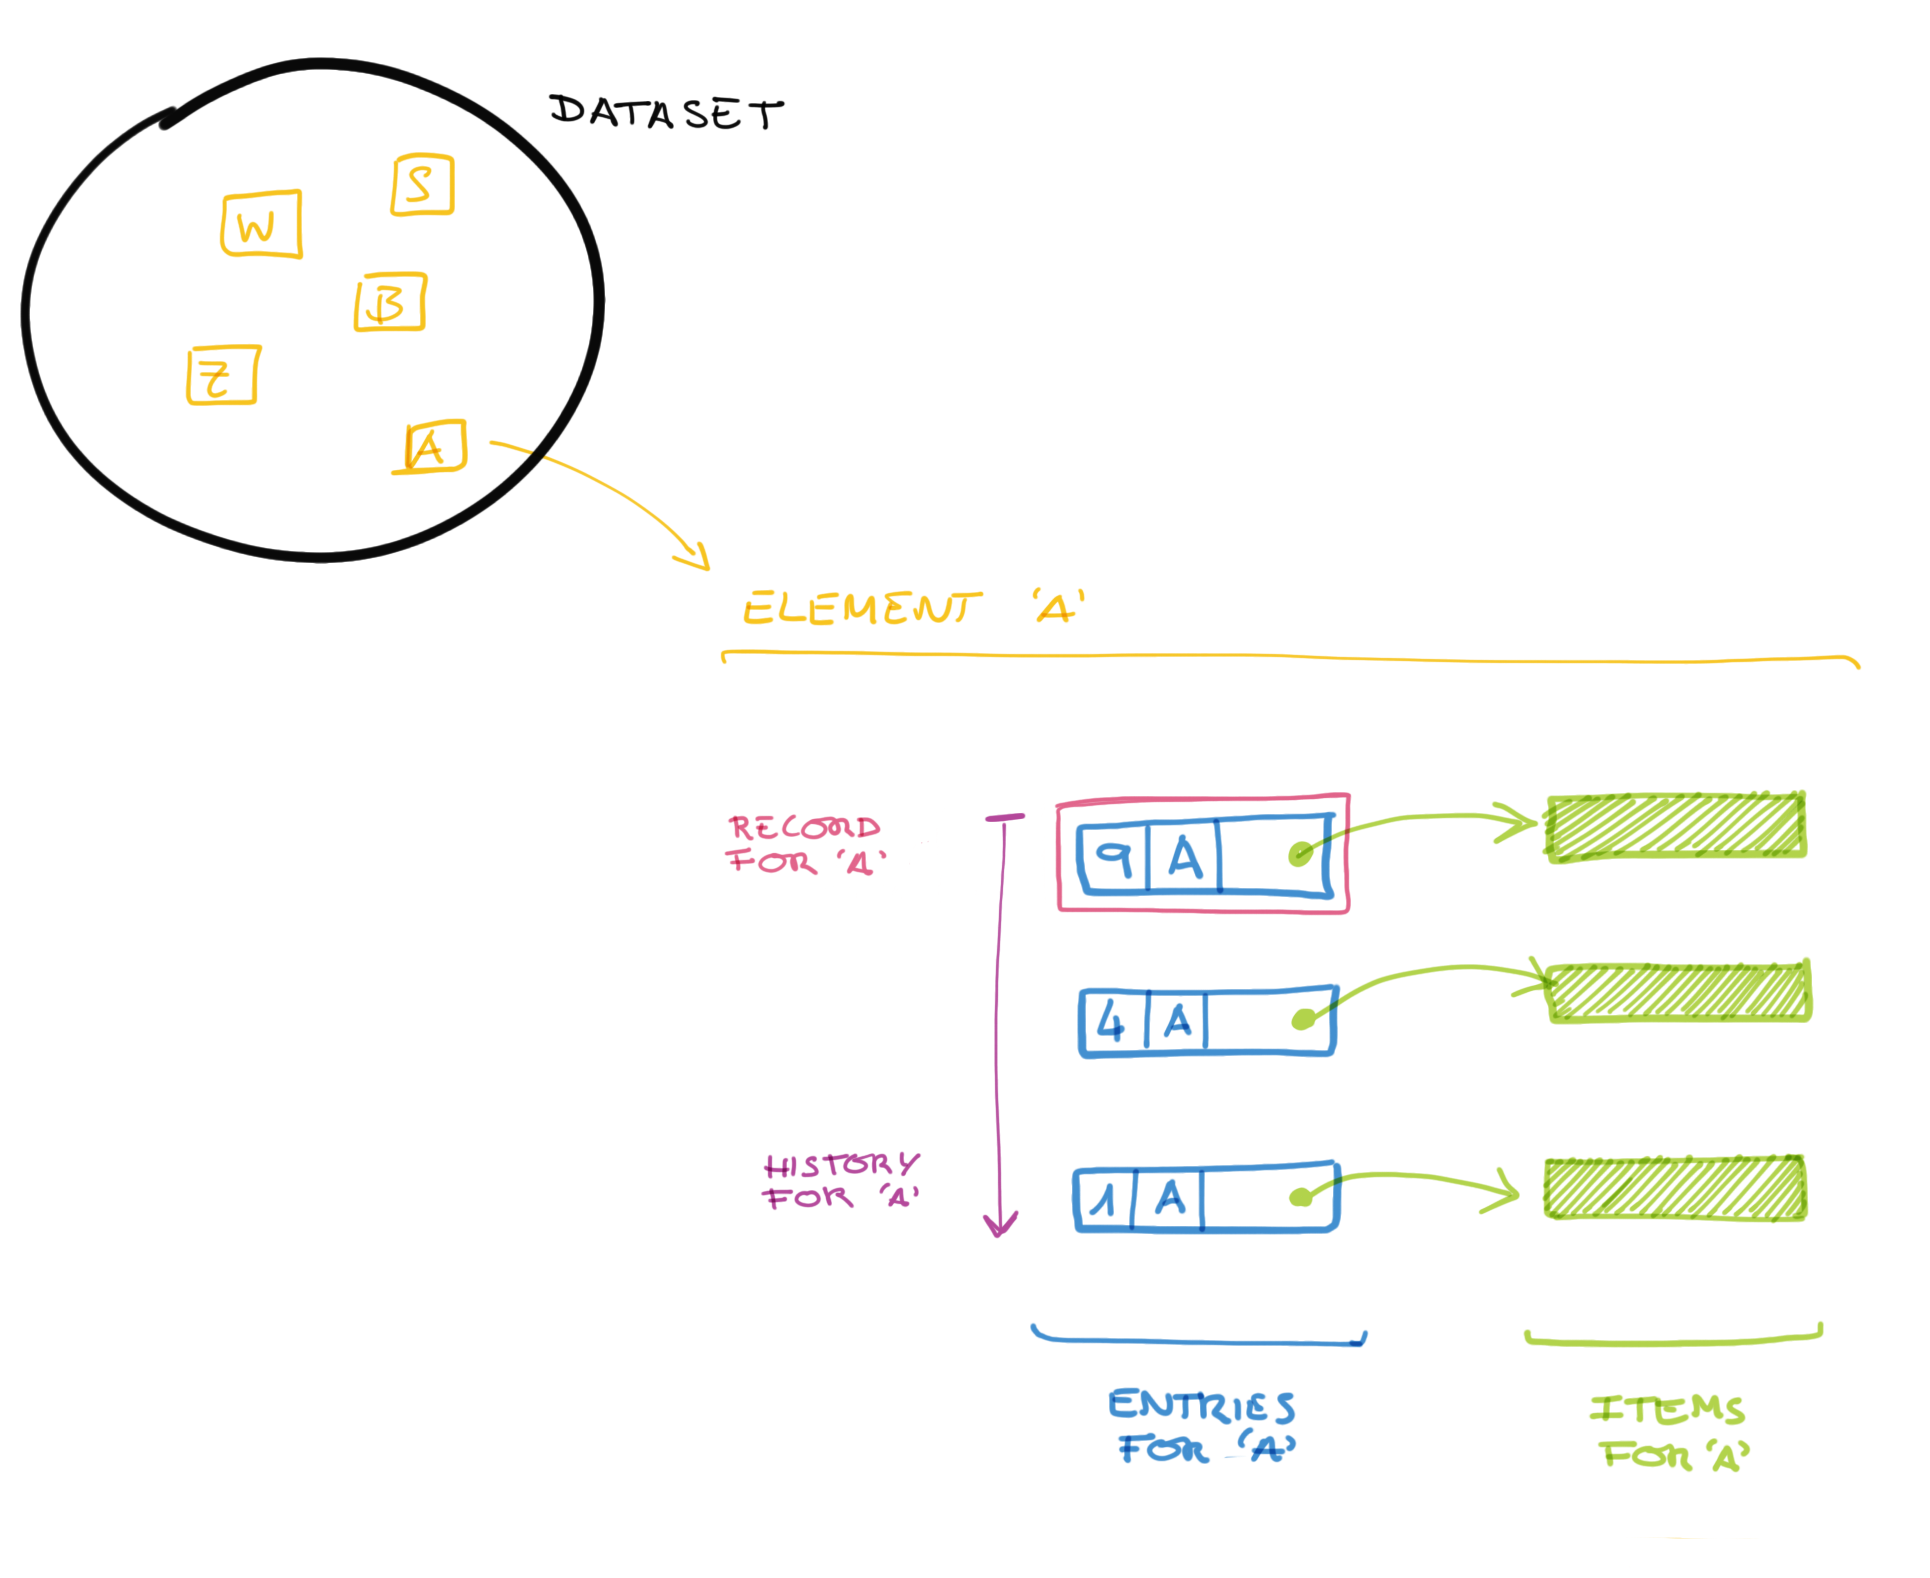 DATASET
S
W
B
Z
A
ELEMENT 'A'
RECORD
FOR 'A'
9 A
4 A
HISTORY
FOR 'A'
1 A
ENTRIES
FOR 'A'
ITEMS
FOR 'A'